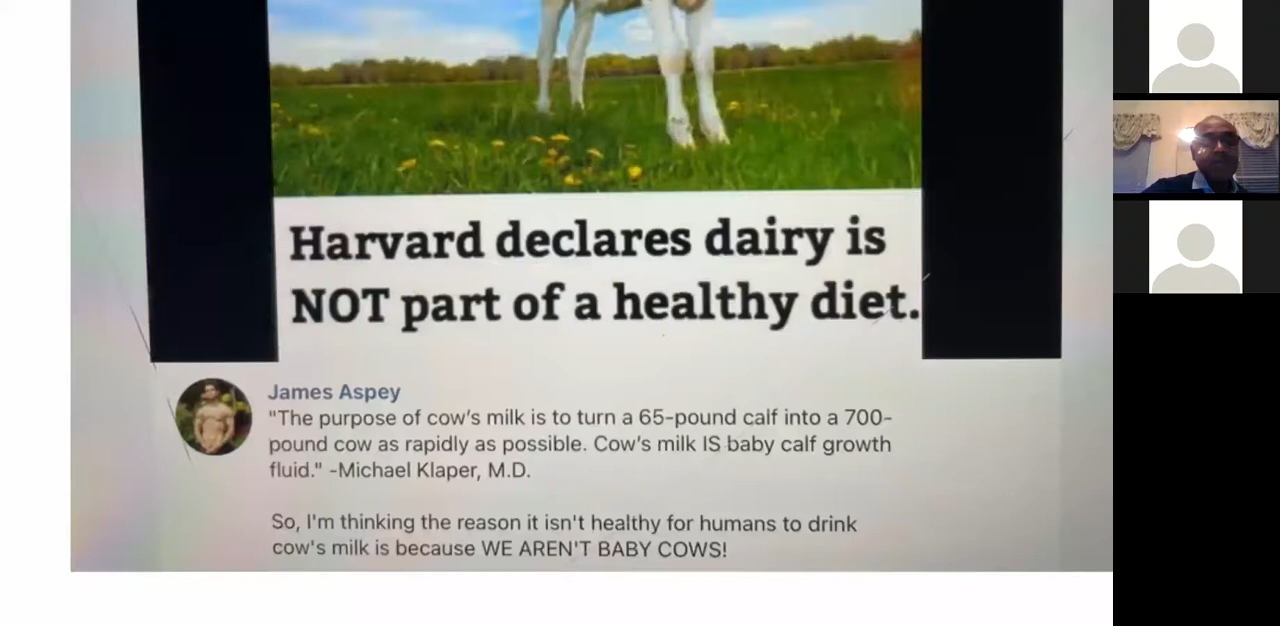 Harvard declares dairy is
NOT part of a healthy diet.
James Aspey
"The purpose of cow's milk is to turn a 65-pound calf into a 700-
pound cow as rapidly as possible. Cow's milk IS baby calf growth
fluid." -Michael Klaper, M.D.
So, I'm thinking the reason it isn't healthy for humans to drink
cow's milk is because WE AREN'T BABY COWS!